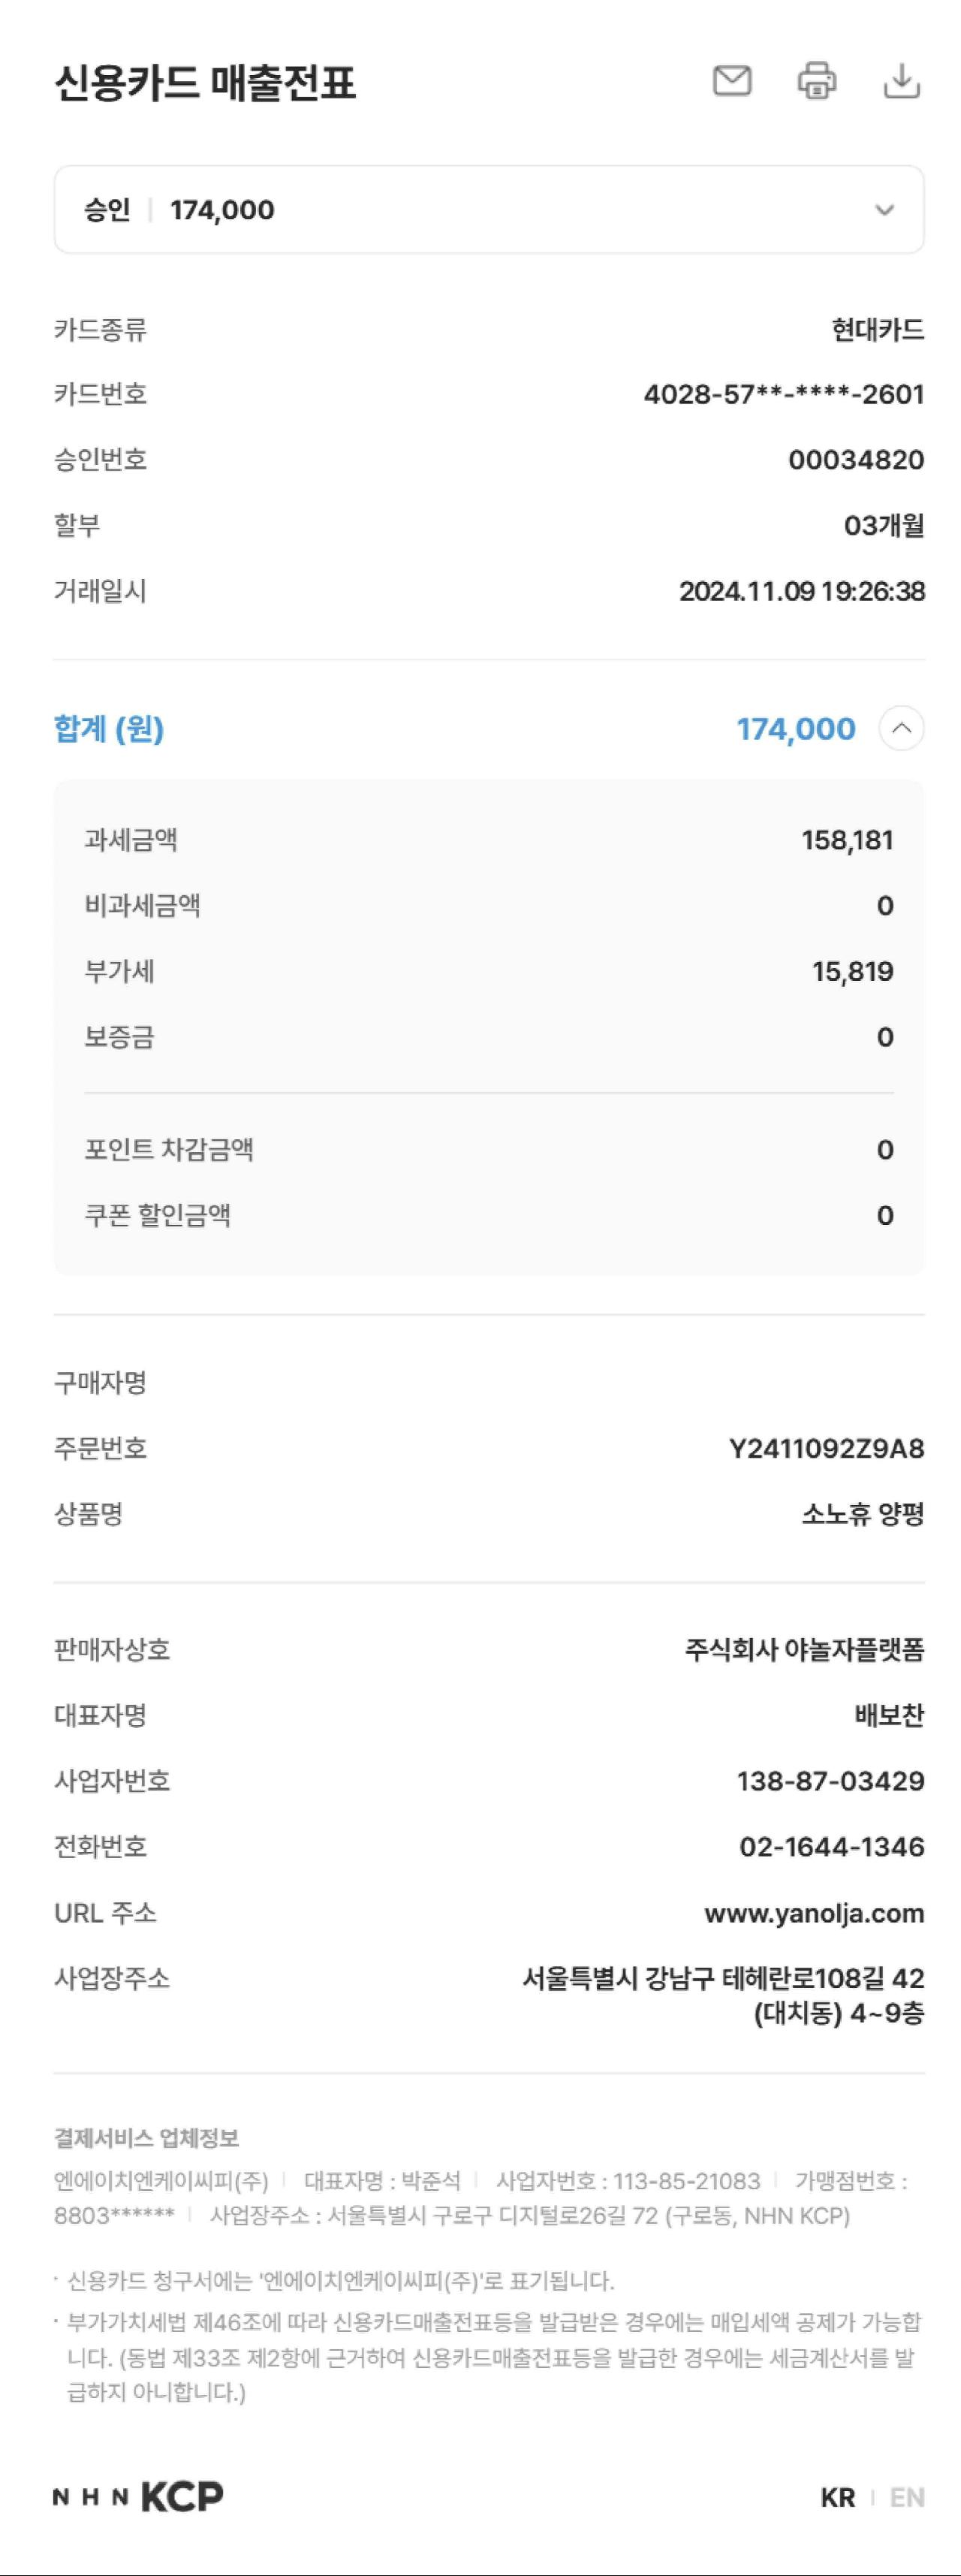 신용카드 매출전표
승인 | 174,000
카드종류 현대카드
카드번호 4028-57**-****-2601
승인번호 00034820
할부 03개월
거래일시 2024.11.09 19:26:38
합계 (원) 174,000
과세금액 158,181
비과세금액 0
부가세 15,819
보증금 0
포인트 차감금액 0
쿠폰 할인금액 0
구매자명
주문번호 Y2411092Z9A8
상품명 소노휴 양평
판매자상호 주식회사 야놀자플랫폼
대표자명 배보찬
사업자번호 138-87-03429
전화번호 02-1644-1346
URL 주소 www.yanolja.com
사업장주소 서울특별시 강남구 테헤란로108길 42
(대치동) 4~9층
결제서비스 업체정보
엔에이치엔케이씨피(주) | 대표자명 : 박준석 | 사업자번호 : 113-85-21083 | 가맹점번호 :
8803****** | 사업장주소 : 서울특별시 구로구 디지털로26길 72 (구로동, NHN KCP)
· 신용카드 청구서에는 '엔에이치엔케이씨피(주)'로 표기됩니다.
· 부가가치세법 제46조에 따라 신용카드매출전표등을 발급받은 경우에는 매입세액 공제가 가능합
니다. (동법 제33조 제2항에 근거하여 신용카드매출전표등을 발급한 경우에는 세금계산서를 발
급하지 아니합니다.)
NHN KCP KR | EN